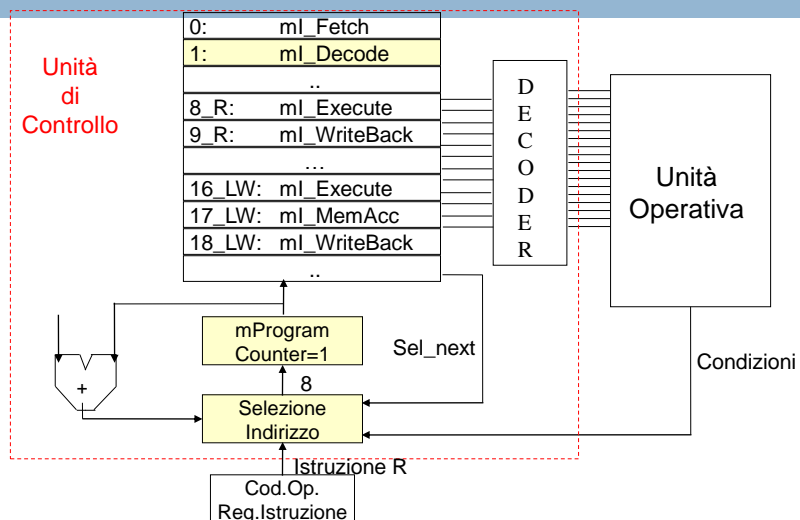 0: mI_Fetch
1: mI_Decode
..
8_R: mI_Execute
9_R: mI_WriteBack
...
16_LW: mI_Execute
17_LW: mI_MemAcc
18_LW: mI_WriteBack
..
Unità
di
Controllo
D
E
C
O
D
E
R
Unità
Operativa
mProgram
Counter=1
Sel_next
Condizioni
+
8
Selezione
Indirizzo
Istruzione R
Cod.Op.
Reg.Istruzione